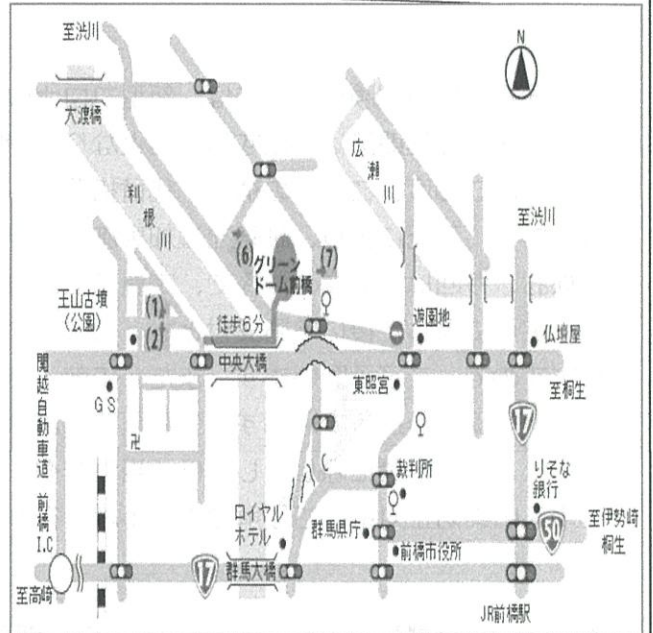 至渋川
N
大渡橋
広瀬川
利根川
至渋川
(6)
グリーン
ドーム前橋
(7)
王山古墳
〈公園〉
(1)
(2)
徒歩6分
遊園地
仏壇屋
中央大橋
関越自動車道 前橋I.C
GS
東照宮
至桐生
17
卍
裁判所
りそな
銀行
ロイヤル
ホテル
群馬県庁
50
至伊勢崎
桐生
前橋市役所
17
群馬大橋
至高崎
JR前橋駅